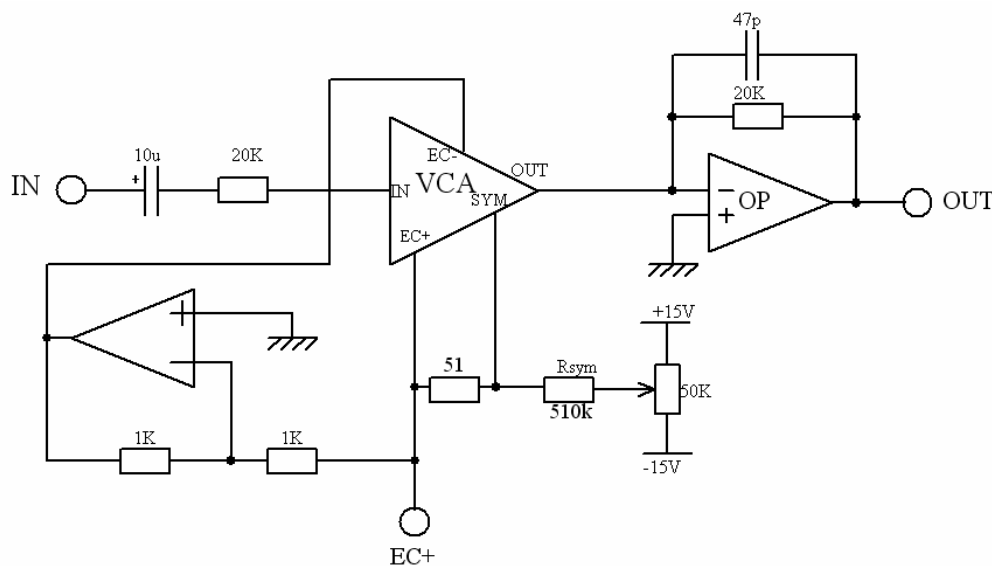 47p
20K
10u
20K
+
IN
EC-
OUT
IN
VCA
SYM
EC+
−
+
OP
OUT
+
−
+15V
51
Rsym
510k
50K
-15V
1K
1K
EC+